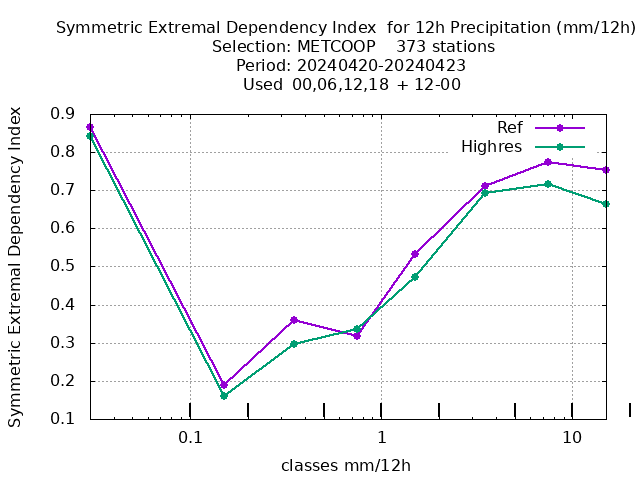 Symmetric Extremal Dependency Index  for 12h Precipitation (mm/12h)
Selection: METCOOP    373 stations
Period: 20240420-20240423
Used  00,06,12,18  + 12-00
Symmetric Extremal Dependency Index
0.9
0.8
0.7
0.6
0.5
0.4
0.3
0.2
0.1
Ref
Highres
0.1
1
10
classes mm/12h